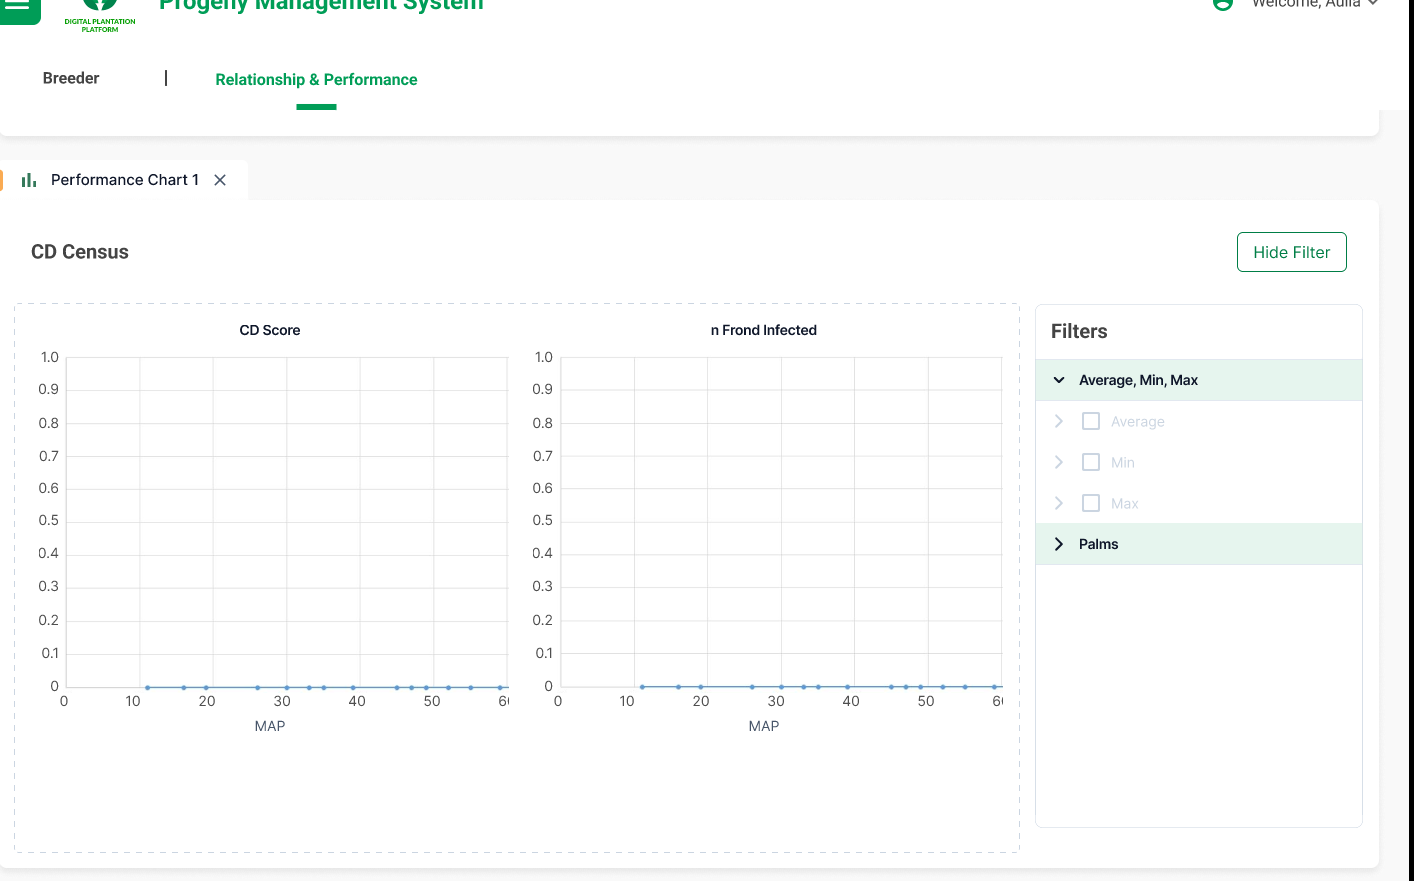 Progeny Management System
Welcome, Aulia
DIGITAL PLANTATION
PLATFORM
Breeder | Relationship & Performance
Performance Chart 1
CD Census
Hide Filter
CD Score
1.0
0.9
0.8
0.7
0.6
0.5
0.4
0.3
0.2
0.1
0
0 10 20 30 40 50 60
MAP
n Frond Infected
1.0
0.9
0.8
0.7
0.6
0.5
0.4
0.3
0.2
0.1
0
0 10 20 30 40 50 60
MAP
Filters
Average, Min, Max
Average
Min
Max
Palms